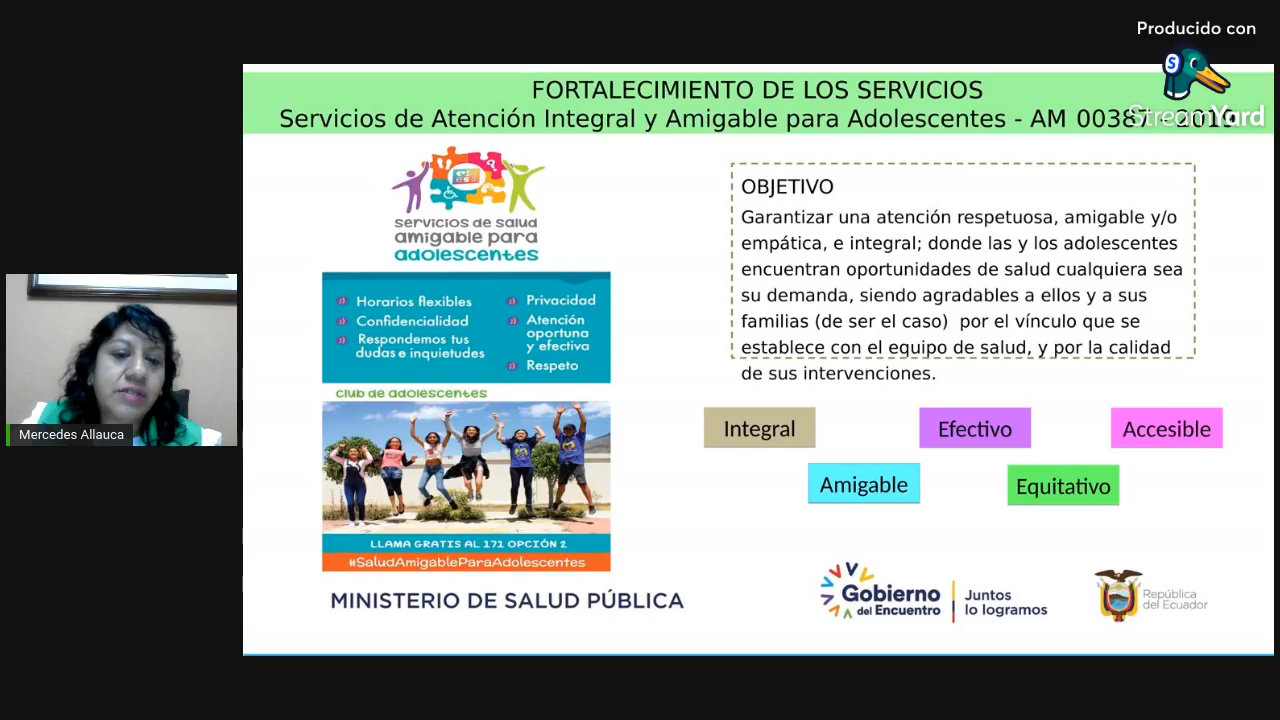 Producido con
StreamYard
FORTALECIMIENTO DE LOS SERVICIOS
Servicios de Atención Integral y Amigable para Adolescentes - AM 00387 - 2019
servicios de salud
amigable para
adolescentes
Horarios flexibles
Confidencialidad
Respondemos tus
dudas e inquietudes
Privacidad
Atención
oportuna
y efectiva
Respeto
club de adolescentes
LLAMA GRATIS AL 171 OPCIÓN 2
#SaludAmigableParaAdolescentes
OBJETIVO
Garantizar una atención respetuosa, amigable y/o
empática, e integral; donde las y los adolescentes
encuentran oportunidades de salud cualquiera sea
su demanda, siendo agradables a ellos y a sus
familias (de ser el caso) por el vínculo que se
establece con el equipo de salud, y por la calidad
de sus intervenciones.
Integral
Efectivo
Accesible
Amigable
Equitativo
Mercedes Allauca
MINISTERIO DE SALUD PÚBLICA
Gobierno
del Encuentro
Juntos
lo logramos
República
del Ecuador